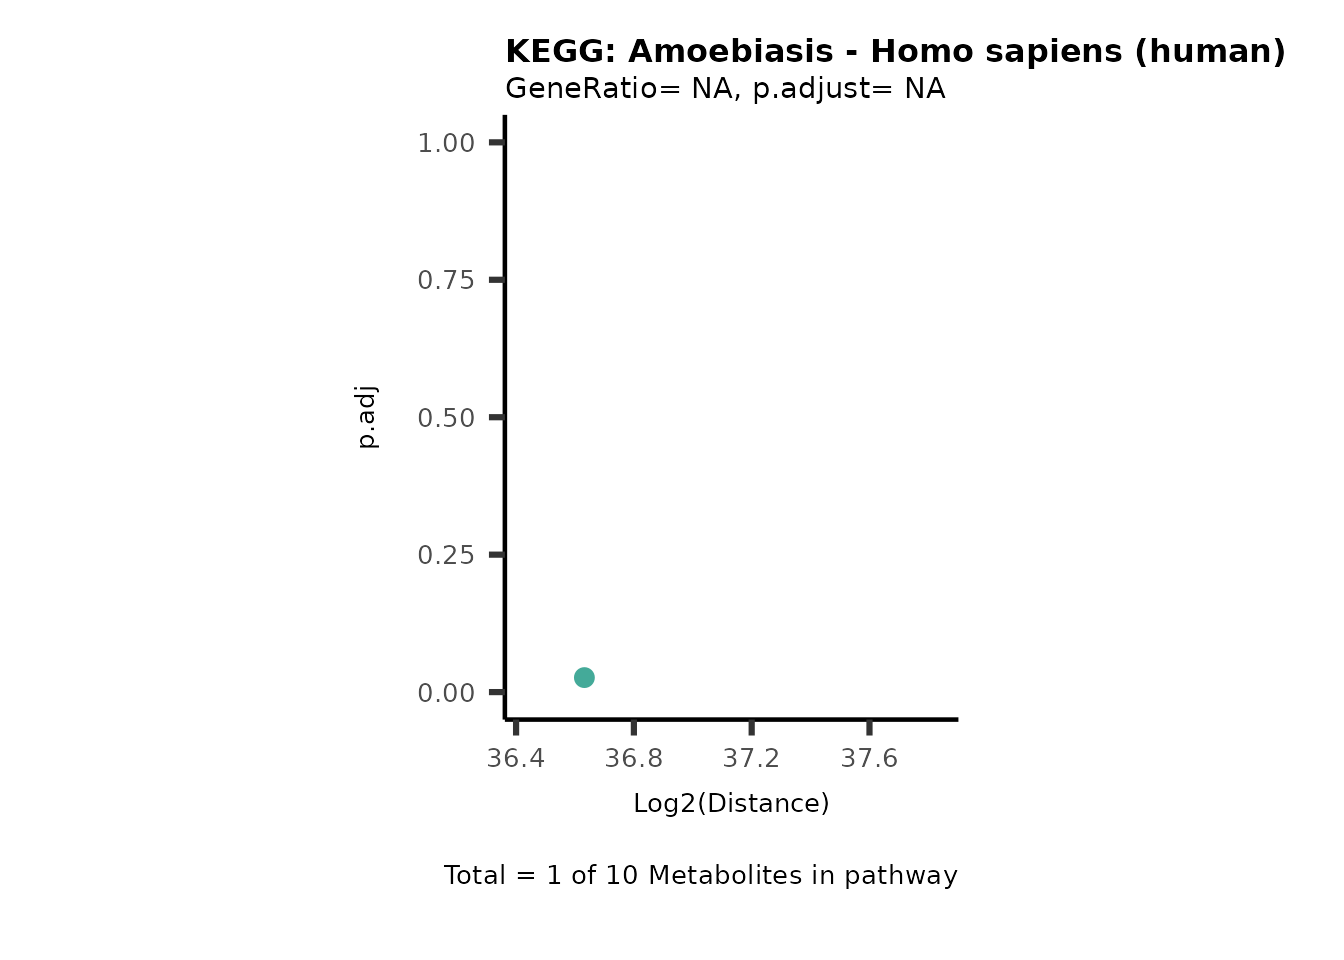 KEGG: Amoebiasis - Homo sapiens (human)
GeneRatio= NA, p.adjust= NA
1.00
0.75
0.50
0.25
0.00
p.adj
36.4 36.8 37.2 37.6
Log2(Distance)
Total = 1 of 10 Metabolites in pathway